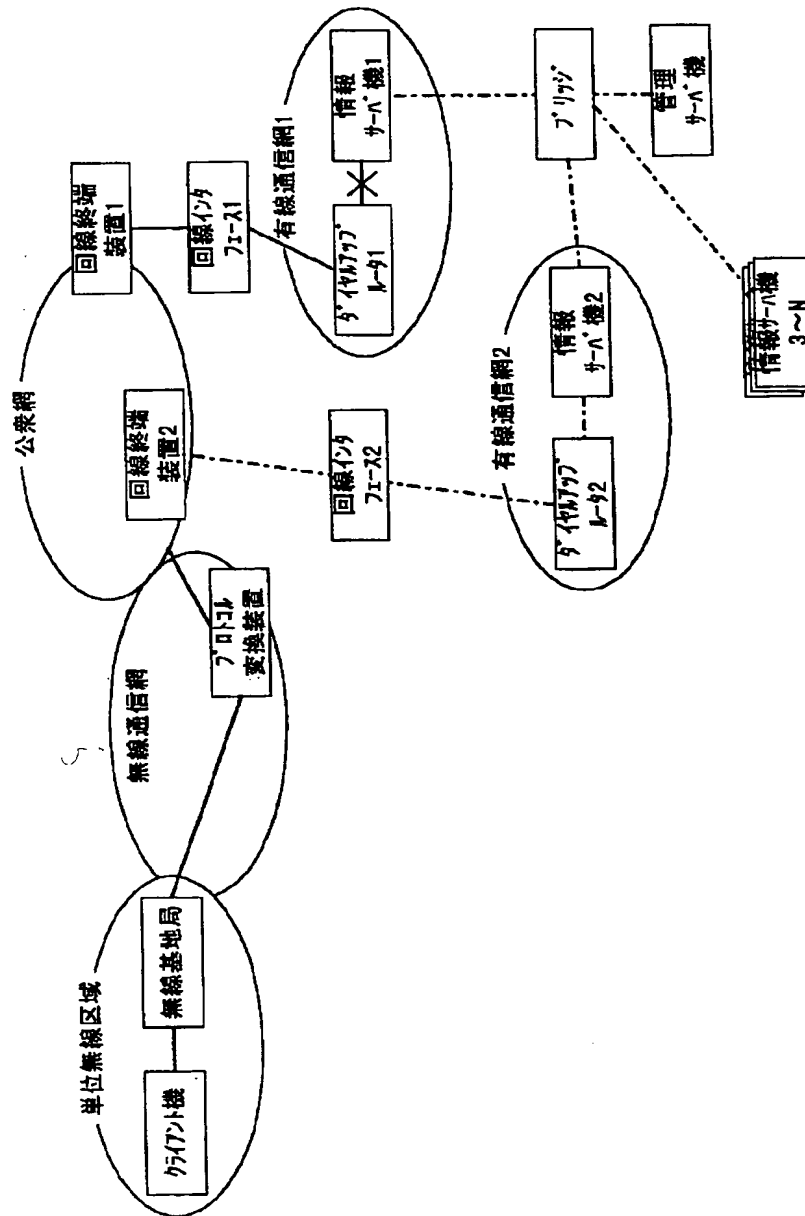 単位無線区域
クライアント機
無線基地局
無線通信網
プロトコル
変換装置
公衆網
回線終端
装置2
回線終端
装置1
回線インタ
フェース1
回線インタ
フェース2
有線通信網1
ダイヤルアップ
ルータ1
情報
サーバ機1
有線通信網2
ダイヤルアップ
ルータ2
情報
サーバ機2
ブリッジ
管理
サーバ機
情報サーバ機
3〜N